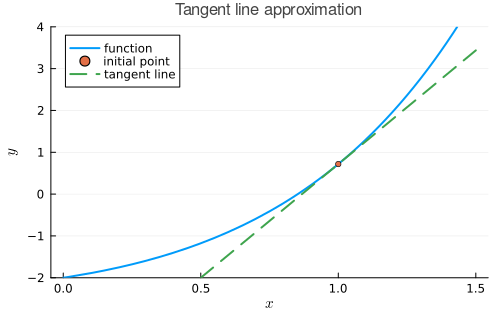 Tangent line approximation
function
initial point
tangent line
4
3
2
1
0
−1
−2
y
0.0 0.5 1.0 1.5
x